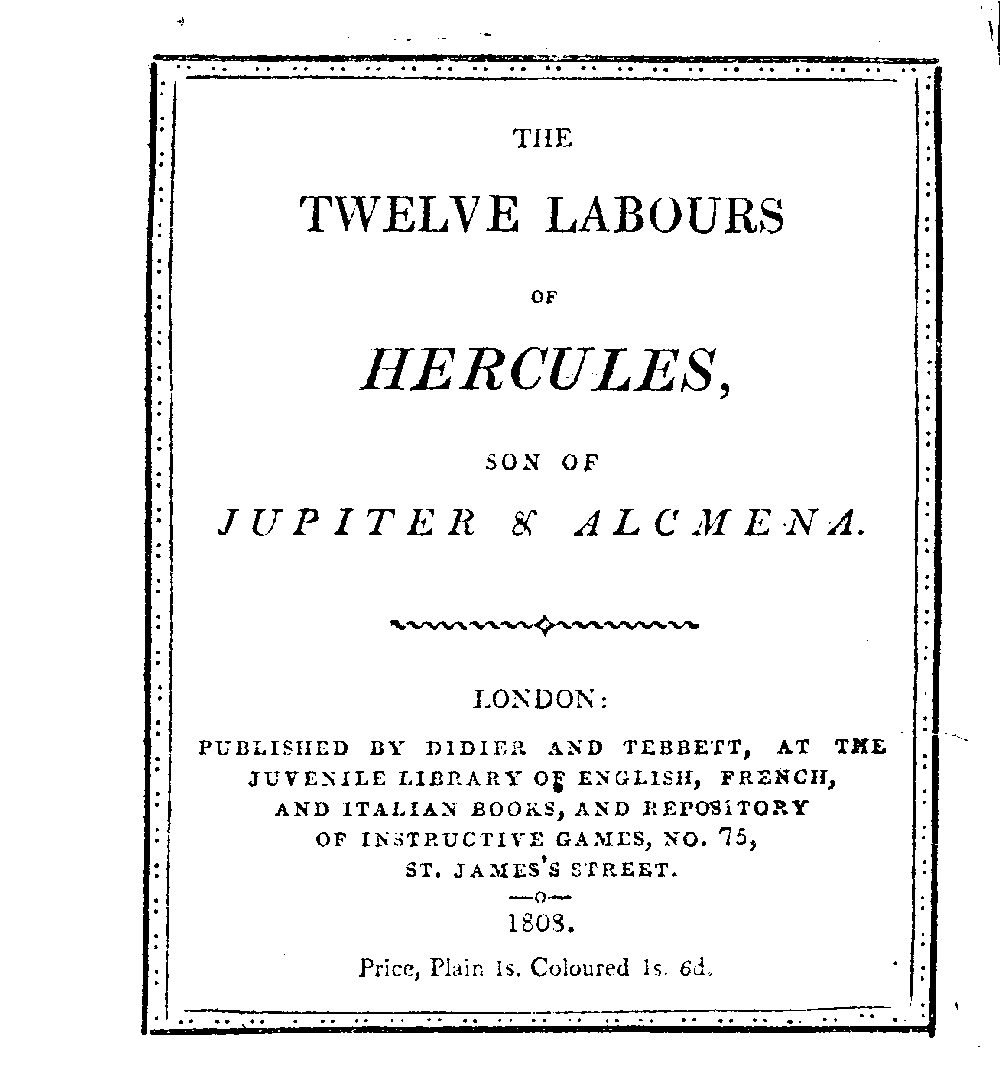 THE
TWELVE LABOURS
OF
HERCULES,
SON OF
JUPITER & ALCMENA.
LONDON:
PUBLISHED BY DIDIER AND TEBBETT, AT THE
JUVENILE LIBRARY OF ENGLISH, FRENCH,
AND ITALIAN BOOKS, AND REPOSITORY
OF INSTRUCTIVE GAMES, NO. 75,
ST. JAMES'S STREET.
—o—
1808.
Price, Plain 1s. Coloured 1s. 6d.